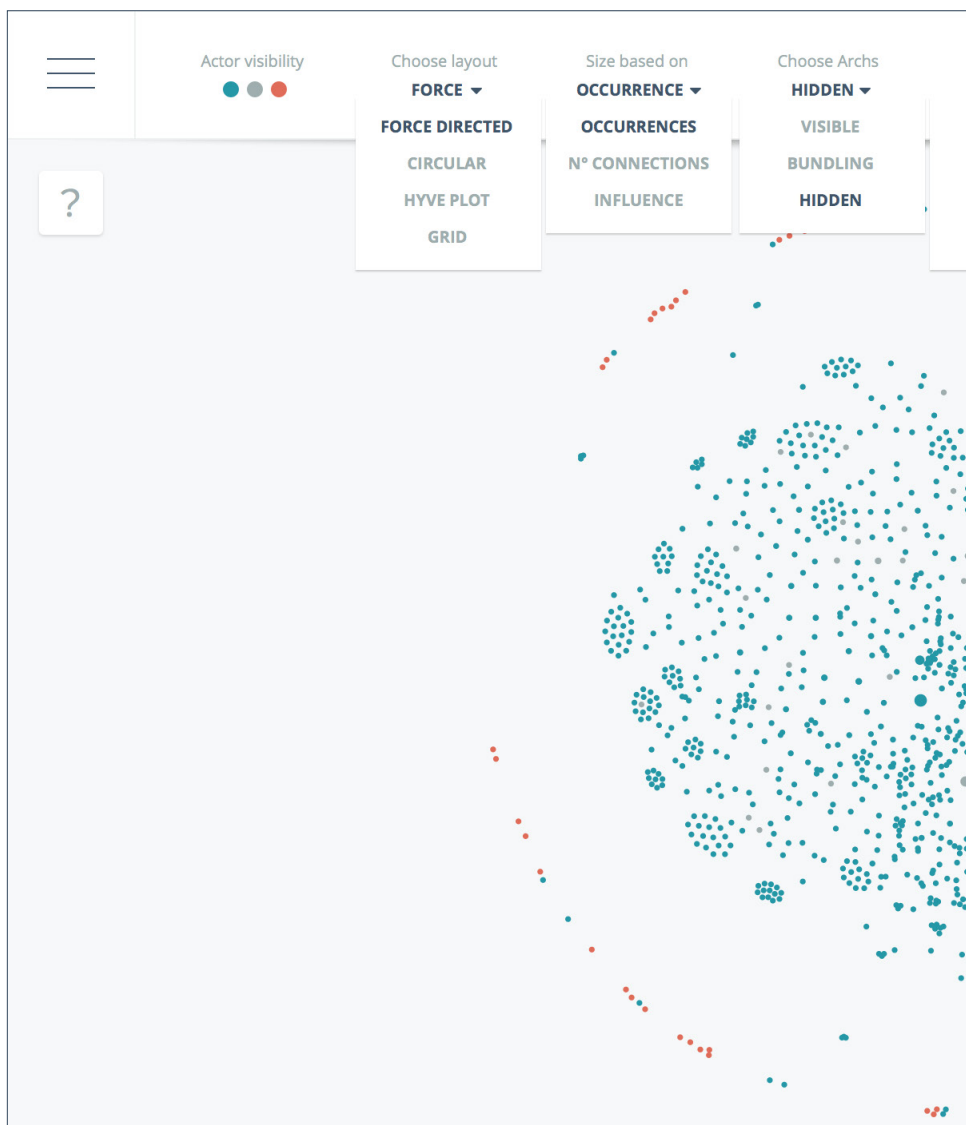 Actor visibility
Choose layout
FORCE
FORCE DIRECTED
CIRCULAR
HYVE PLOT
GRID
Size based on
OCCURRENCE
OCCURRENCES
Nº CONNECTIONS
INFLUENCE
Choose Archs
HIDDEN
VISIBLE
BUNDLING
HIDDEN
?